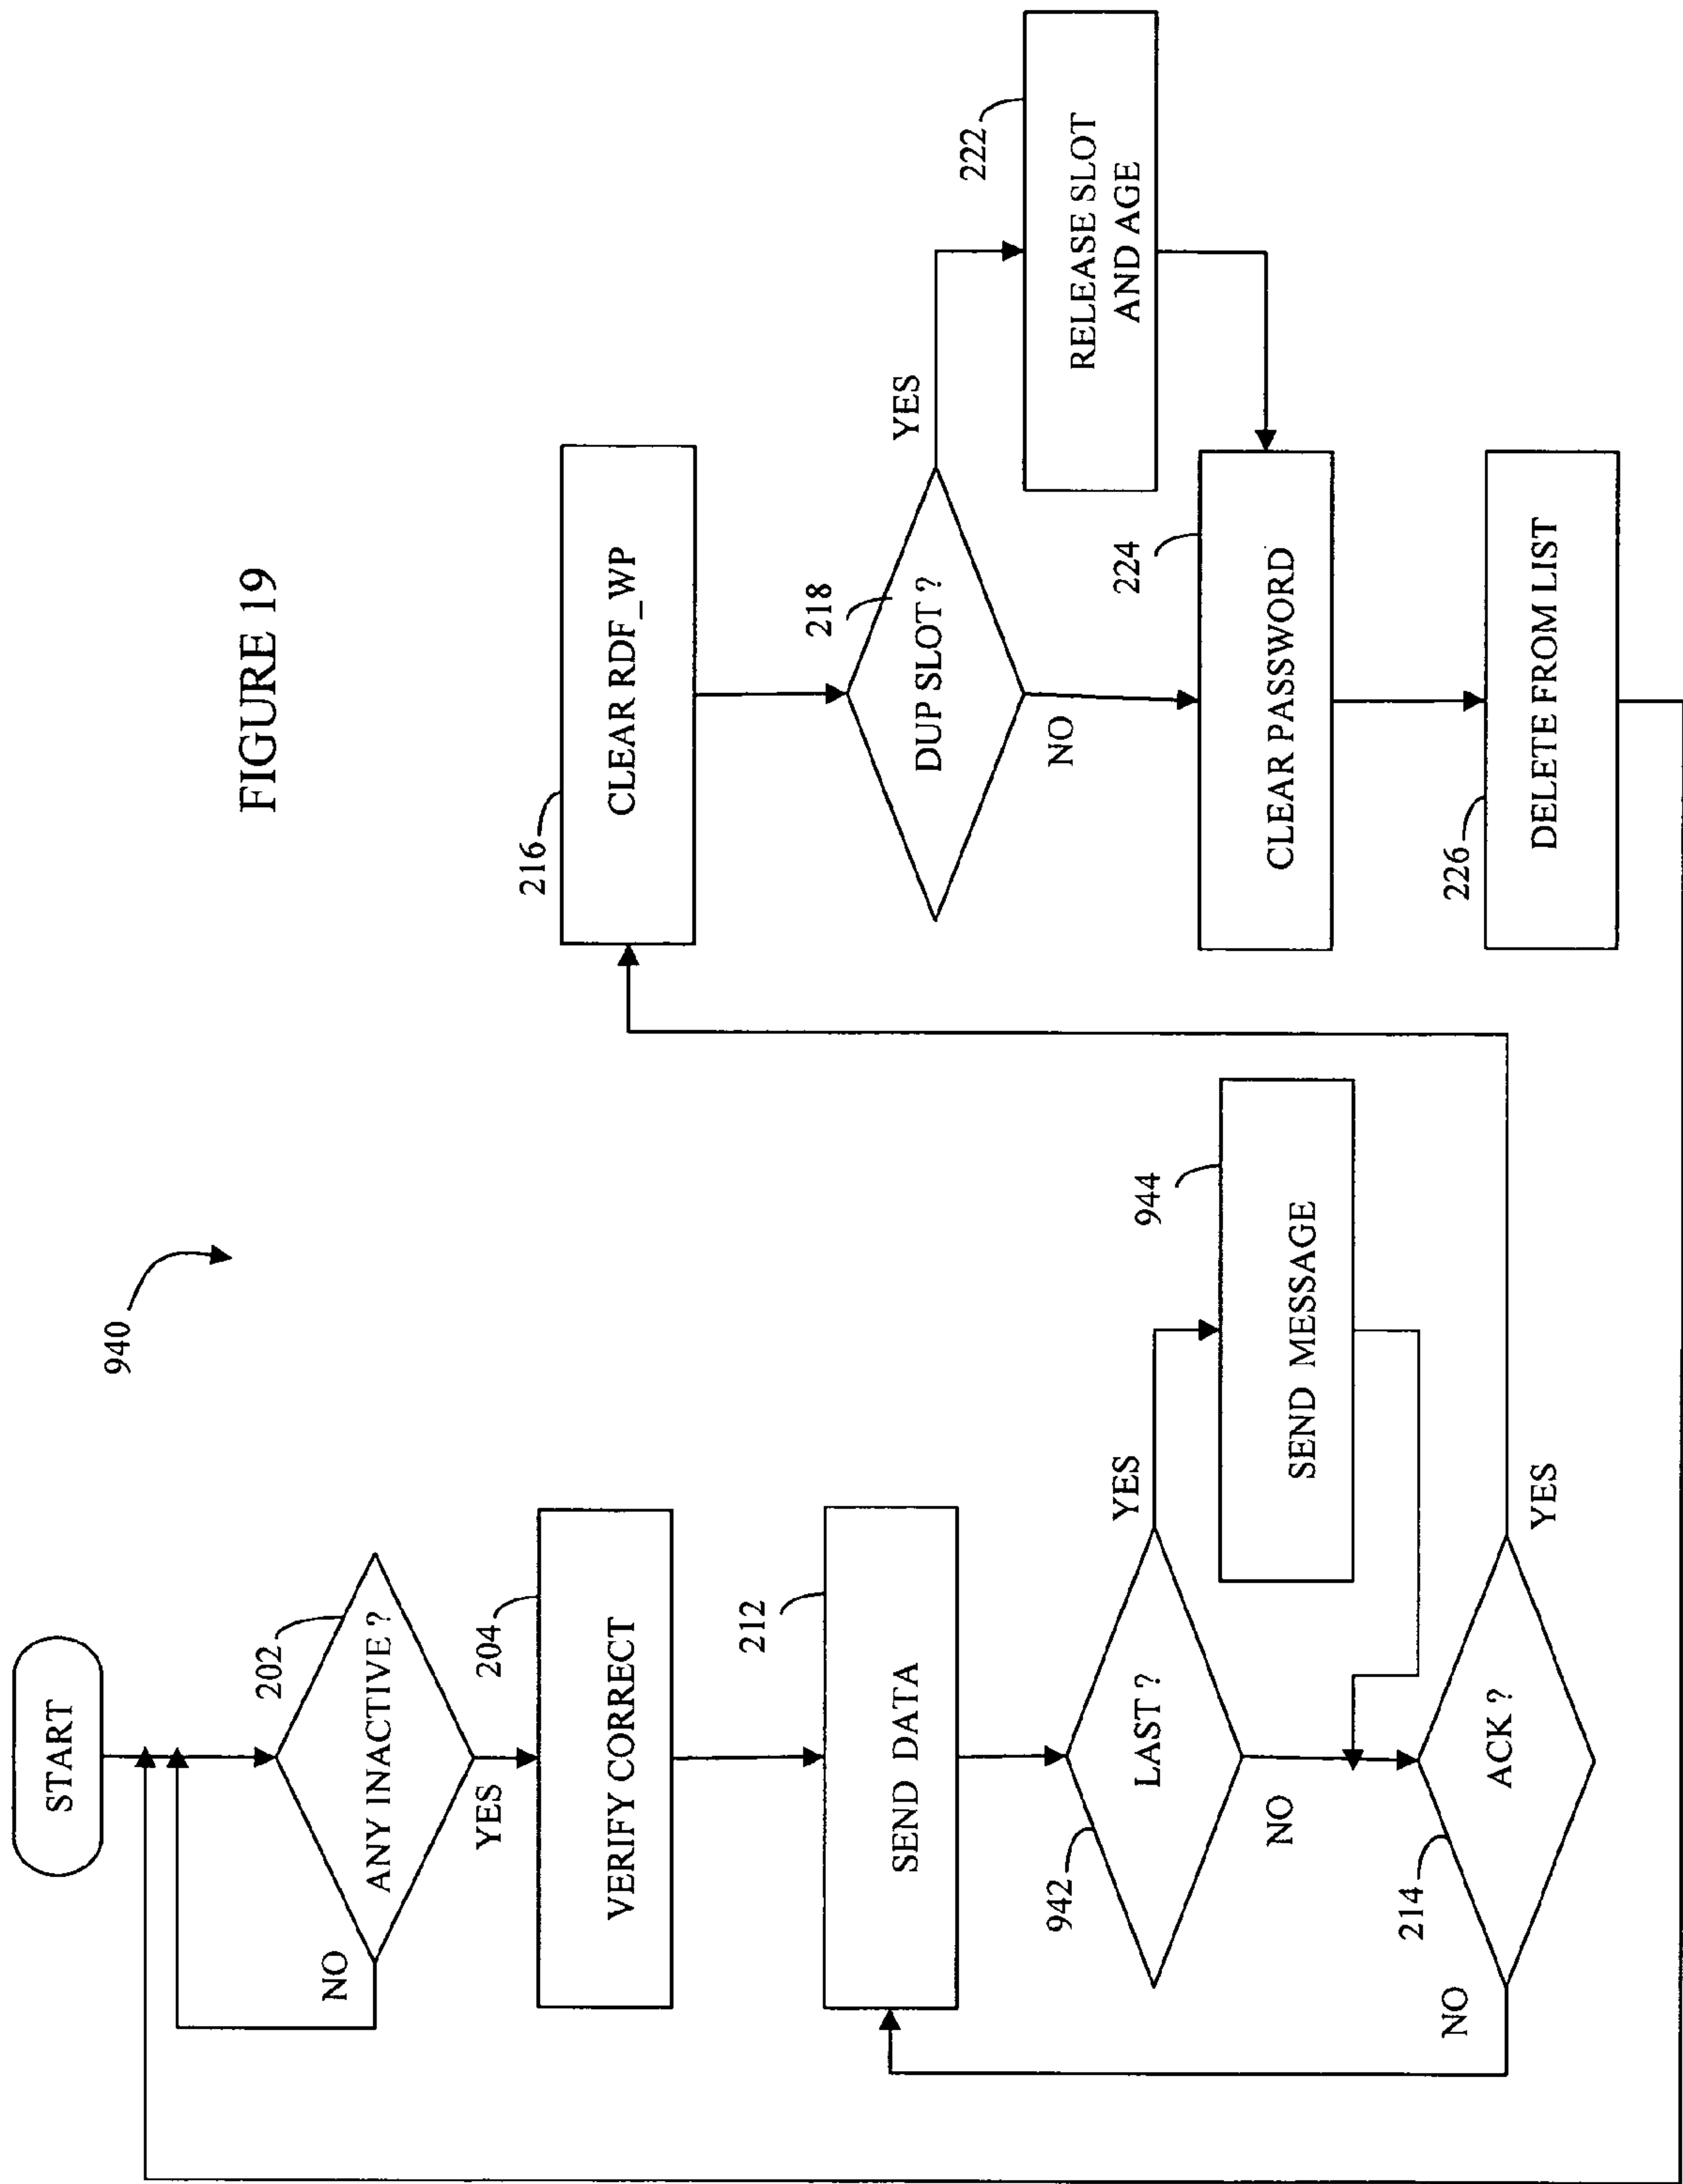 FIGURE 19
940
START
202
ANY INACTIVE ?
NO
YES
204
VERIFY CORRECT
212
SEND DATA
942
LAST ?
YES
NO
944
SEND MESSAGE
214
ACK ?
NO
YES
216
CLEAR RDF_WP
218
DUP SLOT ?
YES
NO
222
RELEASE SLOT
AND AGE
224
CLEAR PASSWORD
226
DELETE FROM LIST